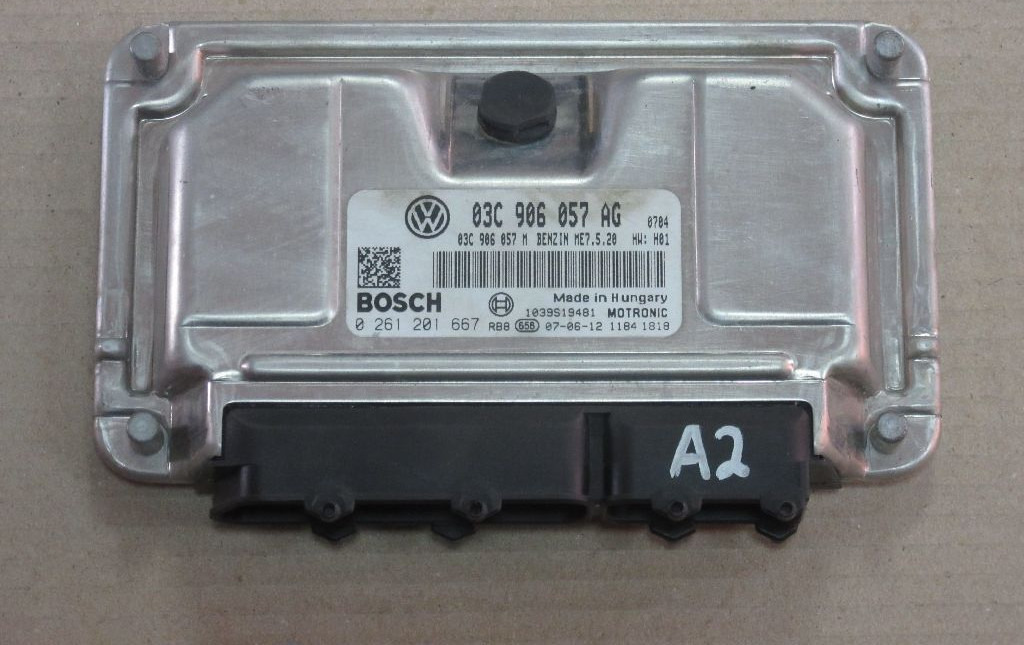 03C 906 057 AG 0704
03C 906 057 M BENZIN ME7.5.20 HW: H01
BOSCH Made in Hungary
1039S19481 MOTRONIC
0 261 201 667 RB8 658 07-06-12 1184 1818
A2